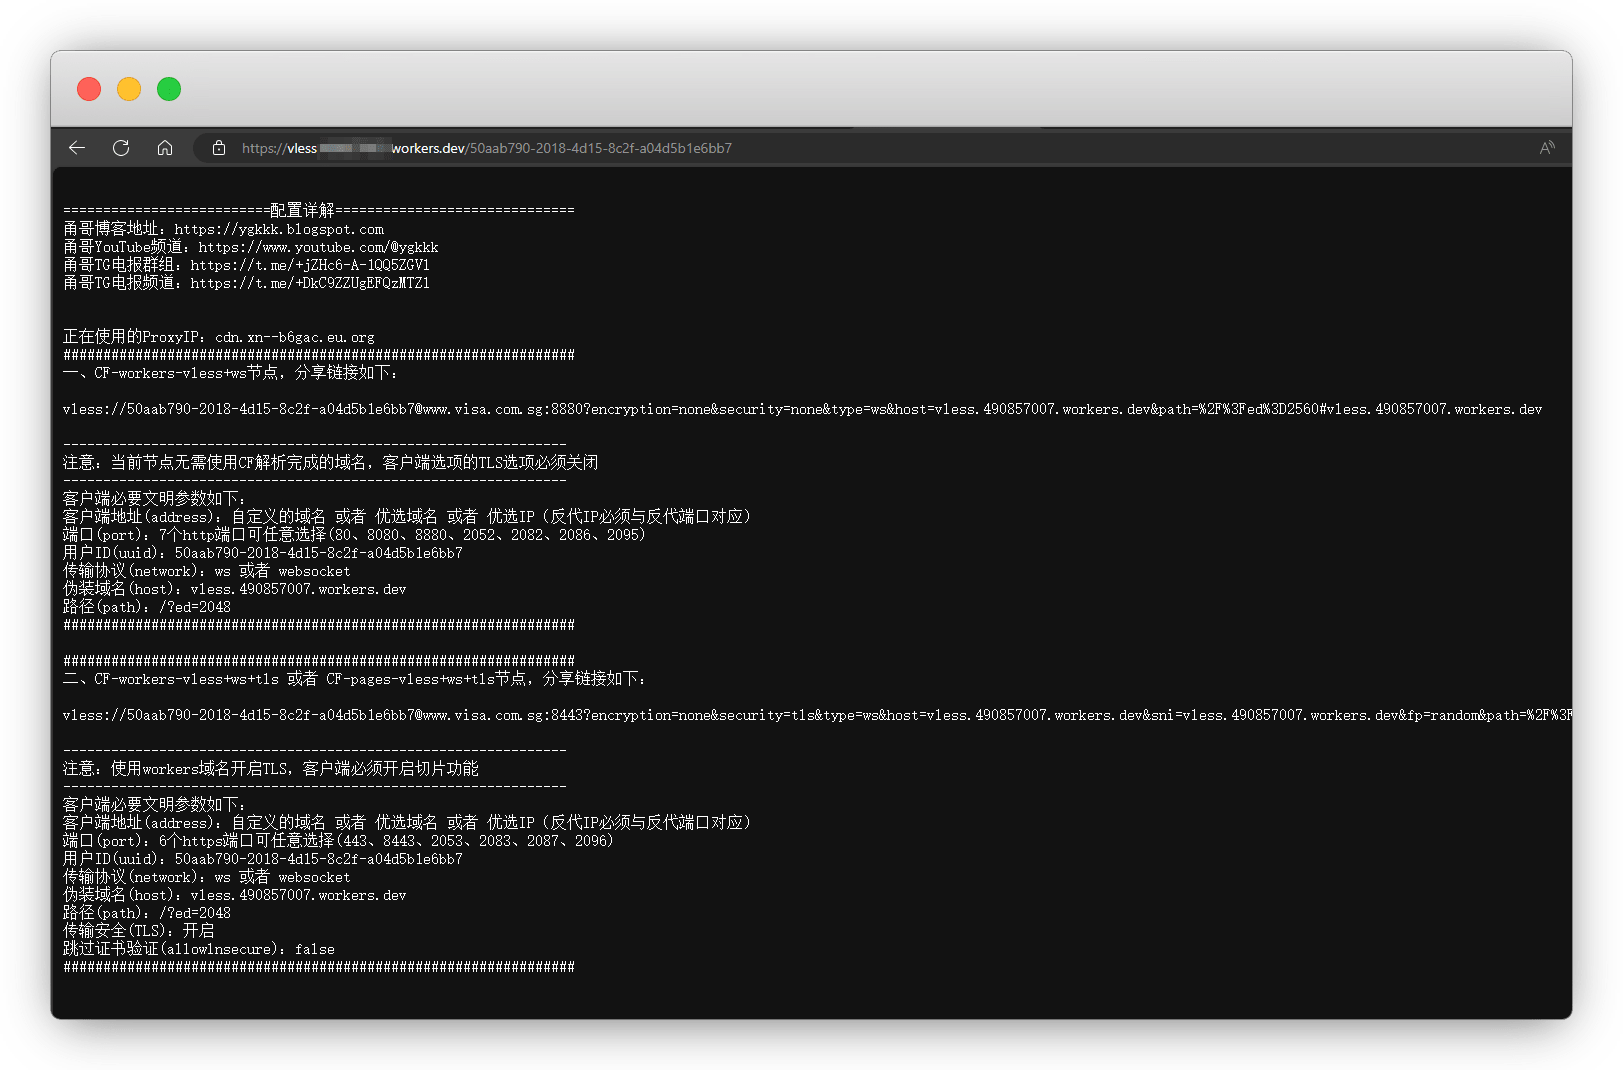 https://vless workers.dev/50aab790-2018-4d15-8c2f-a04d5b1e6bb7
==========================配置详解==============================
甬哥博客地址：https://ygkkk.blogspot.com
甬哥YouTube频道：https://www.youtube.com/@ygkkk
甬哥TG电报群组：https://t.me/+jZHc6-A-1QQ5ZGV1
甬哥TG电报频道：https://t.me/+DkC9ZZUgEFQzMTZ1
正在使用的ProxyIP：cdn.xn--b6gac.eu.org
################################################################
一、CF-workers-vless+ws节点，分享链接如下：
vless://50aab790-2018-4d15-8c2f-a04d5b1e6bb7@www.visa.com.sg:8880?encryption=none&security=none&type=ws&host=vless.490857007.workers.dev&path=%2F%3Fed%3D2560#vless.490857007.workers.dev
---------------------------------------------------------------
注意：当前节点无需使用CF解析完成的域名，客户端选项的TLS选项必须关闭
---------------------------------------------------------------
客户端必要文明参数如下：
客户端地址(address)：自定义的域名 或者 优选域名 或者 优选IP（反代IP必须与反代端口对应）
端口(port)：7个http端口可任意选择(80、8080、8880、2052、2082、2086、2095)
用户ID(uuid)：50aab790-2018-4d15-8c2f-a04d5b1e6bb7
传输协议(network)：ws 或者 websocket
伪装域名(host)：vless.490857007.workers.dev
路径(path)：/?ed=2048
################################################################
################################################################
二、CF-workers-vless+ws+tls 或者 CF-pages-vless+ws+tls节点，分享链接如下：
vless://50aab790-2018-4d15-8c2f-a04d5b1e6bb7@www.visa.com.sg:8443?encryption=none&security=tls&type=ws&host=vless.490857007.workers.dev&sni=vless.490857007.workers.dev&fp=random&path=%2F%3F
---------------------------------------------------------------
注意：使用workers域名开启TLS，客户端必须开启切片功能
---------------------------------------------------------------
客户端必要文明参数如下：
客户端地址(address)：自定义的域名 或者 优选域名 或者 优选IP（反代IP必须与反代端口对应）
端口(port)：6个https端口可任意选择(443、8443、2053、2083、2087、2096)
用户ID(uuid)：50aab790-2018-4d15-8c2f-a04d5b1e6bb7
传输协议(network)：ws 或者 websocket
伪装域名(host)：vless.490857007.workers.dev
路径(path)：/?ed=2048
传输安全(TLS)：开启
跳过证书验证(allowlnsecure)：false
################################################################